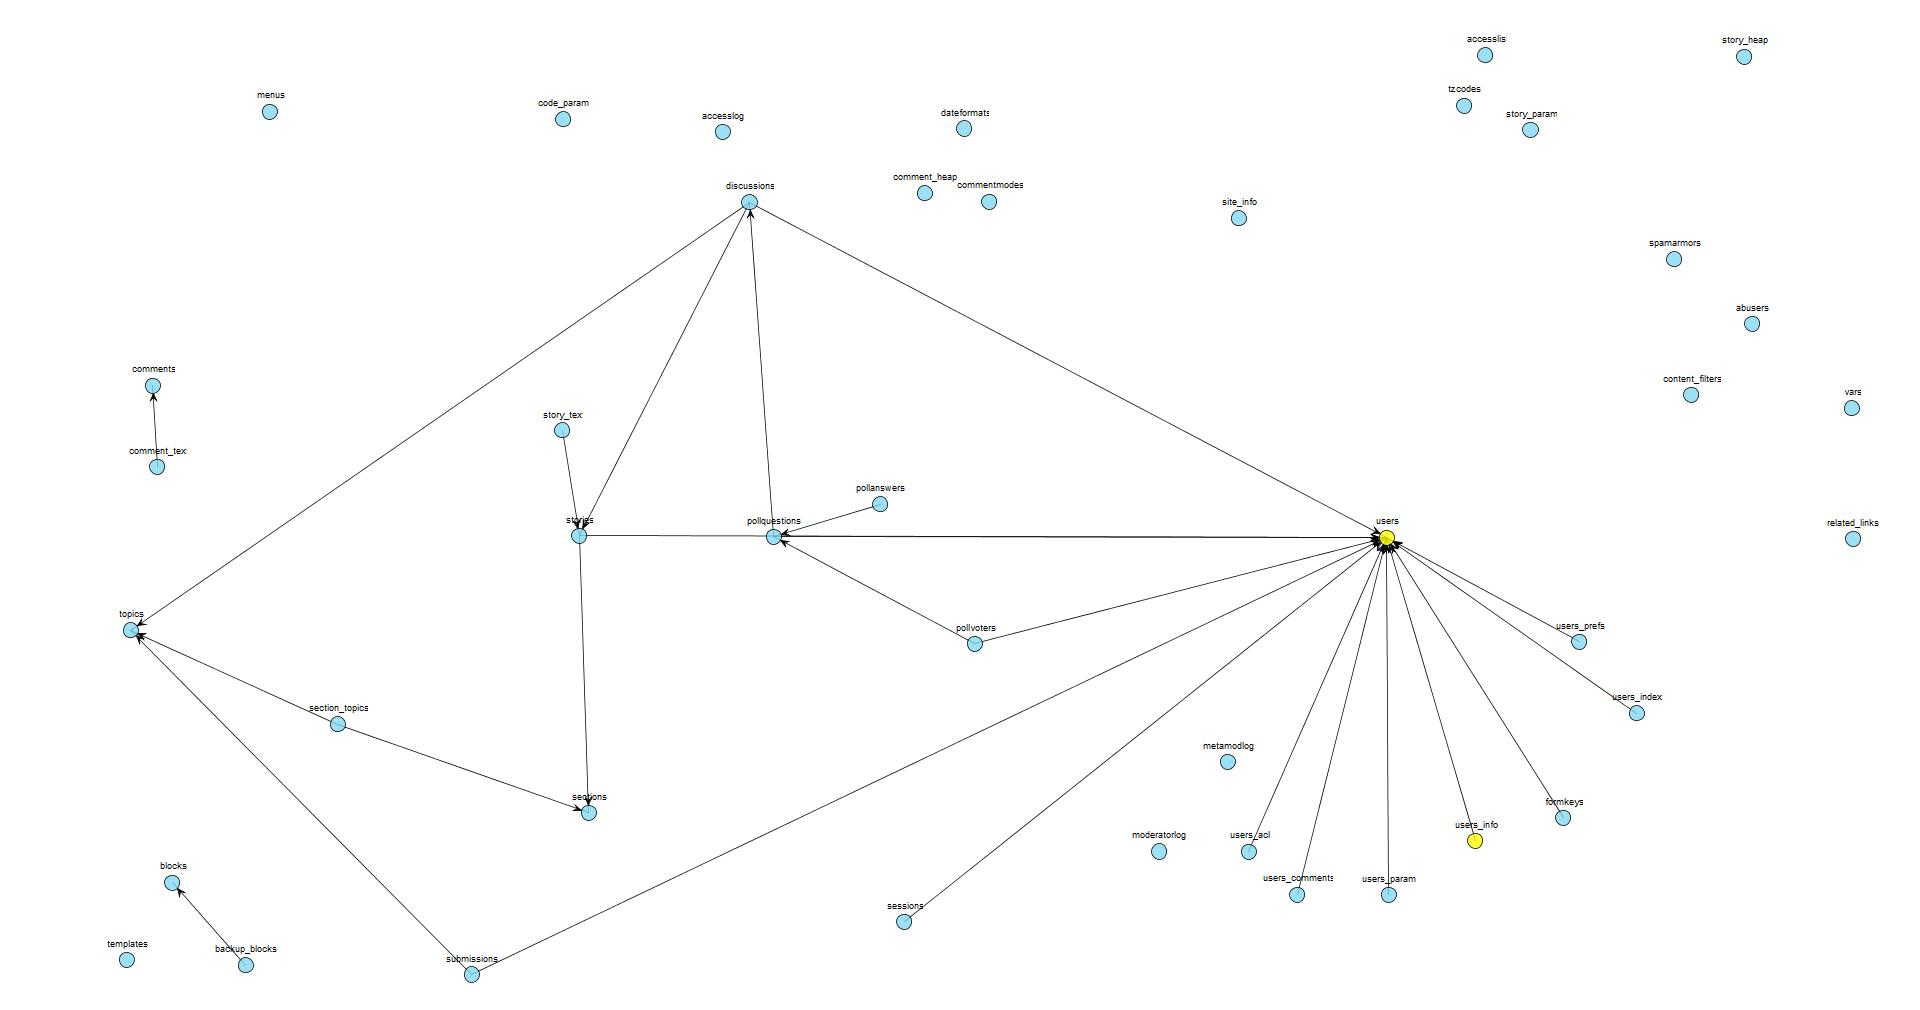 accesslis
story_heap
tzcodes
menus
code_param
story_param
dateformats
accesslog
comment_heap
commentmodes
discussions
site_info
spamarmors
abusers
comments
content_filters
vars
story_tex
comment_tex
pollanswers
stories
pollquestions
users
related_links
topics
pollvoters
users_prefs
users_index
section_topics
metamodlog
sections
formkeys
users_info
moderatorlog
users_acl
blocks
users_comments
users_param
sessions
templates
backup_blocks
submissions